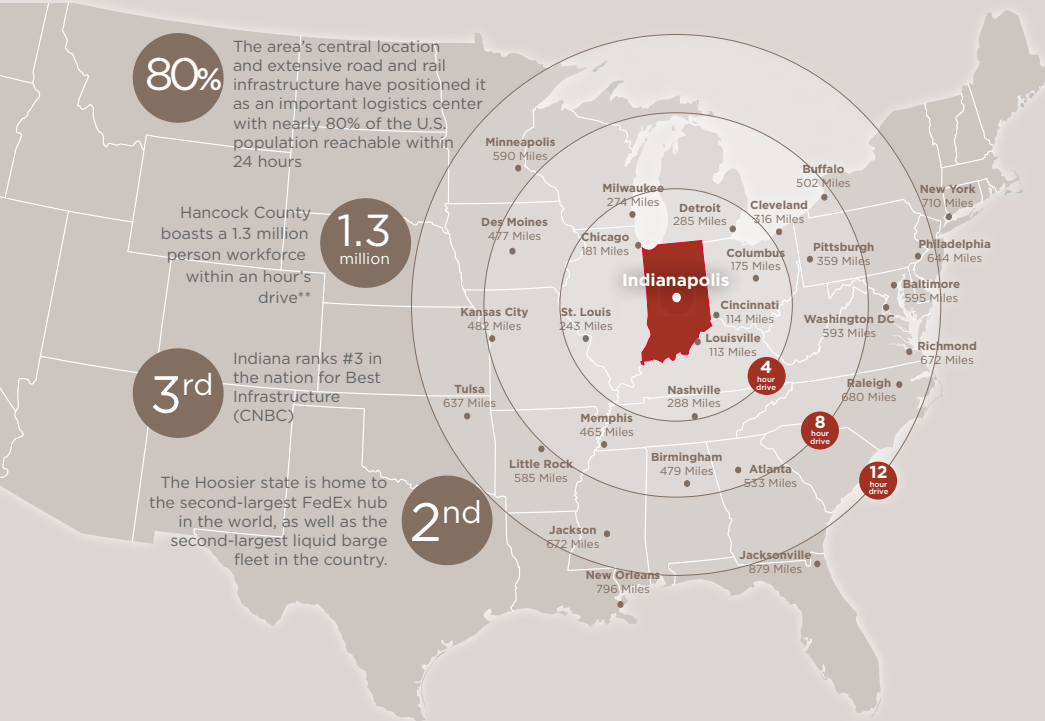 80%
The area's central location
and extensive road and rail
infrastructure have positioned it
as an important logistics center
with nearly 80% of the U.S.
population reachable within
24 hours
Hancock County
boasts a 1.3 million
person workforce
within an hour's
drive**
1.3
million
3rd
Indiana ranks #3 in
the nation for Best
Infrastructure
(CNBC)
The Hoosier state is home to
the second-largest FedEx hub
in the world, as well as the
second-largest liquid barge
fleet in the country.
2nd
Minneapolis
590 Miles
Milwaukee
274 Miles
Buffalo
502 Miles
New York
710 Miles
Des Moines
477 Miles
Chicago
181 Miles
Detroit
285 Miles
Cleveland
316 Miles
Columbus
175 Miles
Pittsburgh
359 Miles
Philadelphia
644 Miles
Indianapolis
Baltimore
595 Miles
Kansas City
482 Miles
St. Louis
243 Miles
Cincinnati
114 Miles
Washington DC
593 Miles
Louisville
113 Miles
Richmond
672 Miles
4
hour
drive
Tulsa
637 Miles
Nashville
288 Miles
Raleigh
680 Miles
Memphis
465 Miles
8
hour
drive
Little Rock
585 Miles
Birmingham
479 Miles
Atlanta
533 Miles
12
hour
drive
Jackson
672 Miles
Jacksonville
879 Miles
New Orleans
796 Miles